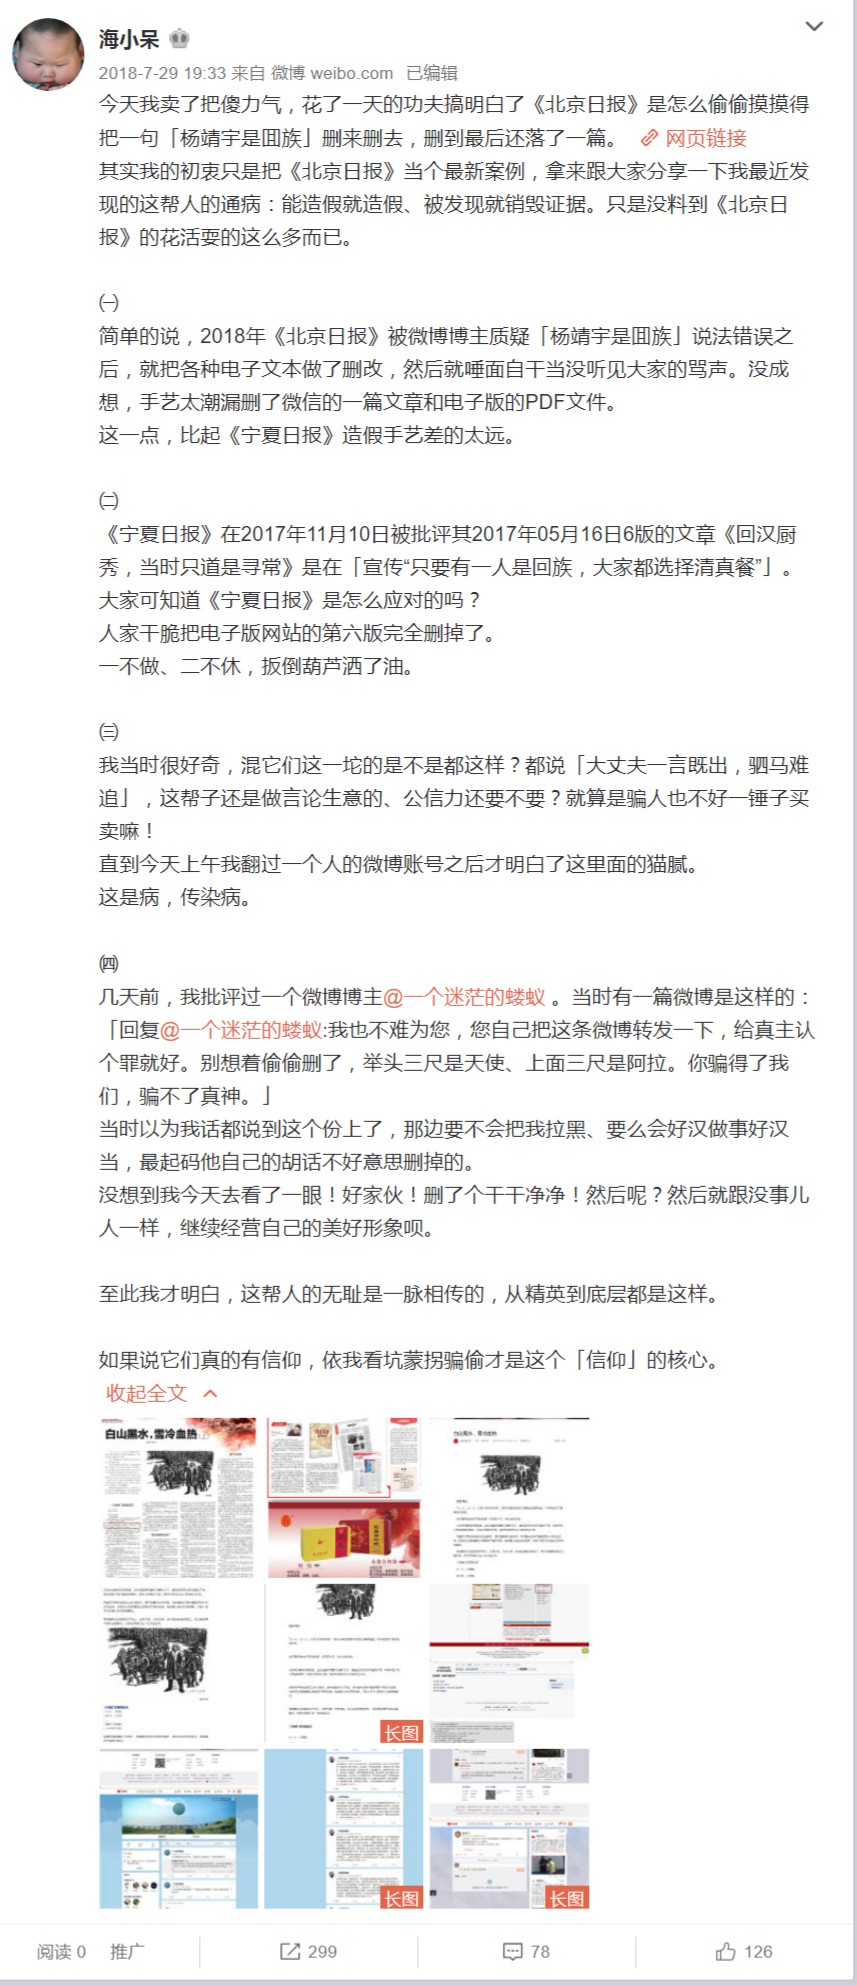 海小呆
2018-7-29 19:33 来自 微博 weibo.com 已编辑
今天我卖了把傻力气，花了一天的功夫搞明白了《北京日报》是怎么偷偷摸摸得
把一句「杨靖宇是囬族」删来删去，删到最后还落了一篇。 网页链接
其实我的初衷只是把《北京日报》当个最新案例，拿来跟大家分享一下我最近发
现的这帮人的通病：能造假就造假、被发现就销毁证据。只是没料到《北京日
报》的花活耍的这么多而已。
㈠
简单的说，2018年《北京日报》被微博博主质疑「杨靖宇是囬族」说法错误之
后，就把各种电子文本做了删改，然后就唾面自干当没听见大家的骂声。没成
想，手艺太潮漏删了微信的一篇文章和电子版的PDF文件。
这一点，比起《宁夏日报》造假手艺差的太远。
㈡
《宁夏日报》在2017年11月10日被批评其2017年05月16日6版的文章《回汉厨
秀，当时只道是寻常》是在「宣传“只要有一人是回族，大家都选择清真餐”」。
大家可知道《宁夏日报》是怎么应对的吗？
人家干脆把电子版网站的第六版完全删掉了。
一不做、二不休，扳倒葫芦洒了油。
㈢
我当时很好奇，混它们这一坨的是不是都这样？都说「大丈夫一言既出，驷马难
追」，这帮子还是做言论生意的、公信力还要不要？就算是骗人也不好一锤子买
卖嘛！
直到今天上午我翻过一个人的微博账号之后才明白了这里面的猫腻。
这是病，传染病。
㈣
几天前，我批评过一个微博博主@一个迷茫的蝼蚁 。当时有一篇微博是这样的：
「回复@一个迷茫的蝼蚁:我也不难为您，您自己把这条微博转发一下，给真主认
个罪就好。别想着偷偷删了，举头三尺是天使、上面三尺是阿拉。你骗得了我
们，骗不了真神。」
当时以为我话都说到这个份上了，那边要不会把我拉黑、要么会好汉做事好汉
当，最起码他自己的胡话不好意思删掉的。
没想到我今天去看了一眼！好家伙！删了个干干净净！然后呢？然后就跟没事儿
人一样，继续经营自己的美好形象呗。
至此我才明白，这帮人的无耻是一脉相传的，从精英到底层都是这样。
如果说它们真的有信仰，依我看坑蒙拐骗偷才是这个「信仰」的核心。
收起全文
白山黑水，雪冷血热
白山黑水，雪冷血热
长图
长图
长图
阅读 0 推广 299 78 126